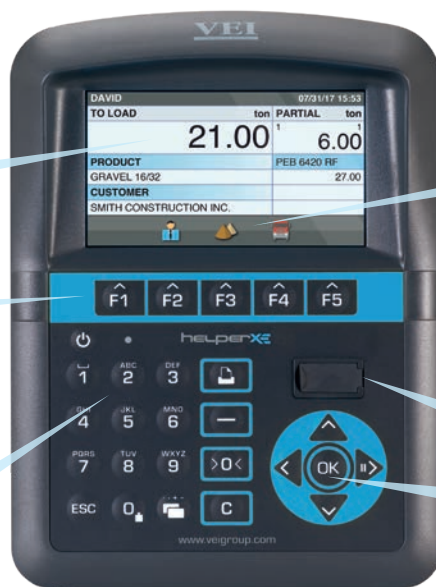 VEI
DAVID 07/31/17 15:53
TO LOAD ton PARTIAL ton
21.00 1 6.00 1
PRODUCT PEB 6420 RF
GRAVEL 16/32 27.00
CUSTOMER
SMITH CONSTRUCTION INC.
F1 F2 F3 F4 F5
helperXE
ABC DEF
1 2 3
GHI JKL MNO
4 5 6
PQRS TUV WXYZ
7 8 9 >0<
OK
ESC 0 C
www.veigroup.com